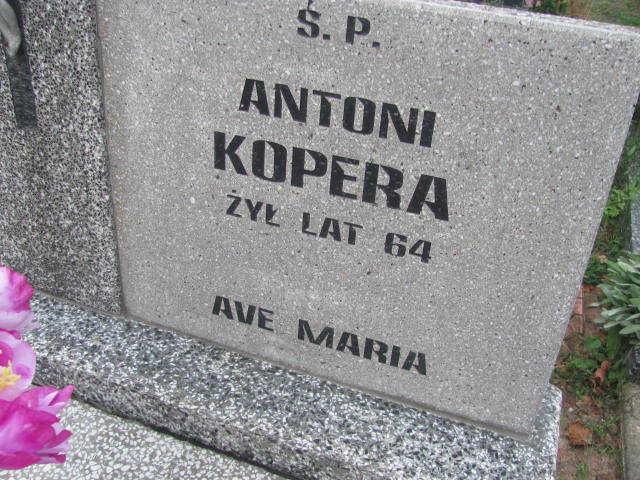 Ś. P.
ANTONI
KOPERA
ŻYŁ LAT 64
AVE MARIA